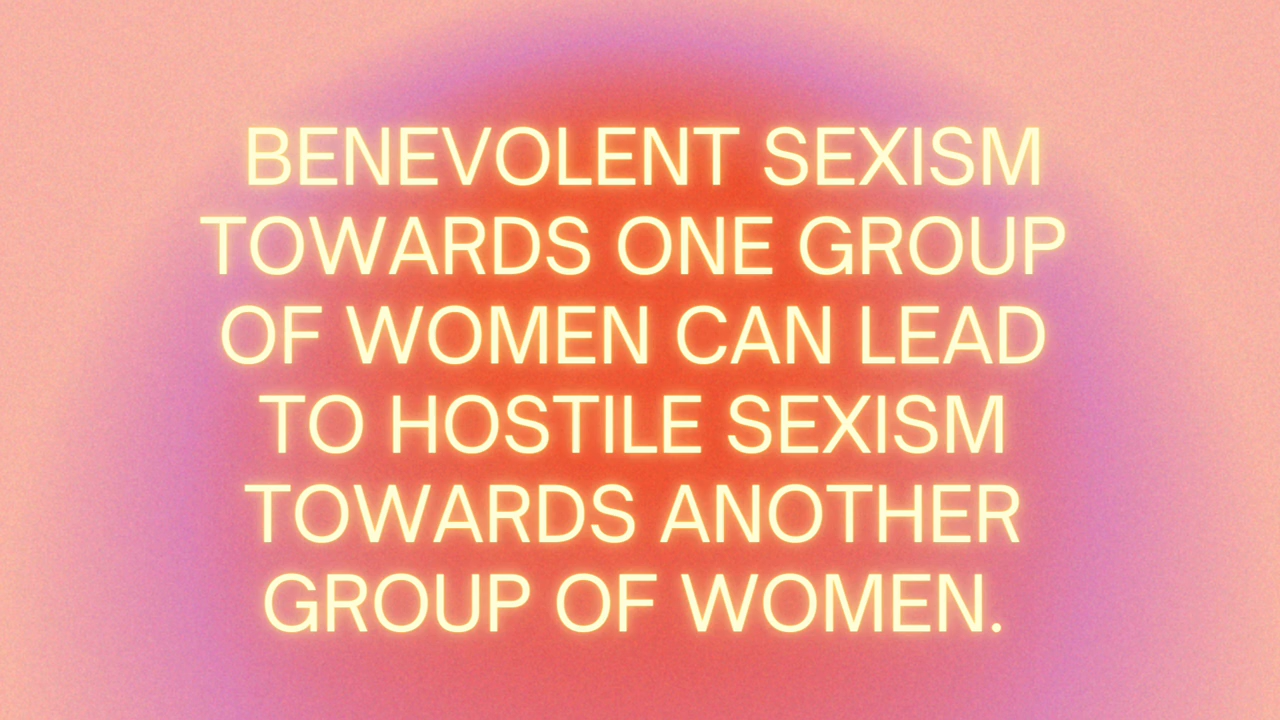 BENEVOLENT SEXISM
TOWARDS ONE GROUP
OF WOMEN CAN LEAD
TO HOSTILE SEXISM
TOWARDS ANOTHER
GROUP OF WOMEN.